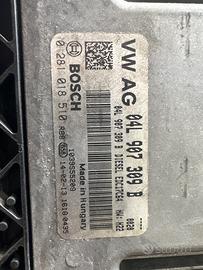 VW AG 04L 907 309 B
04L 907 309 B DIESEL EDC17C64 HW: H22
BOSCH
0 281 018 510
1039S55209
Made in Hungary